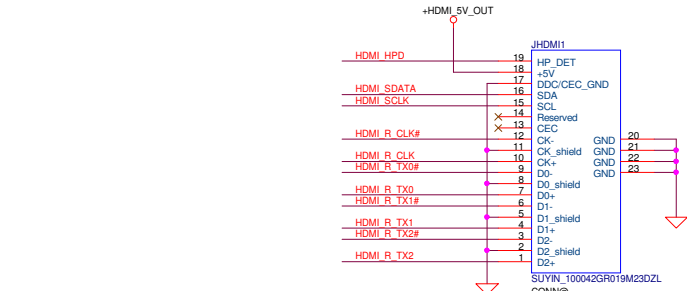 +HDMI_5V_OUT
JHDMI1
HDMI_HPD 19 HP_DET
18 +5V
17 DDC/CEC_GND
HDMI_SDATA 16 SDA
HDMI_SCLK 15 SCL
14 Reserved
13 CEC
HDMI_R_CLK# 12 CK- GND 20
11 CK_shield GND 21
HDMI_R_CLK 10 CK+ GND 22
HDMI_R_TX0# 9 D0- GND 23
8 D0_shield
HDMI_R_TX0 7 D0+
HDMI_R_TX1# 6 D1-
5 D1_shield
HDMI_R_TX1 4 D1+
HDMI_R_TX2# 3 D2-
2 D2_shield
HDMI_R_TX2 1 D2+
SUYIN_100042GR019M23DZL
CONN@